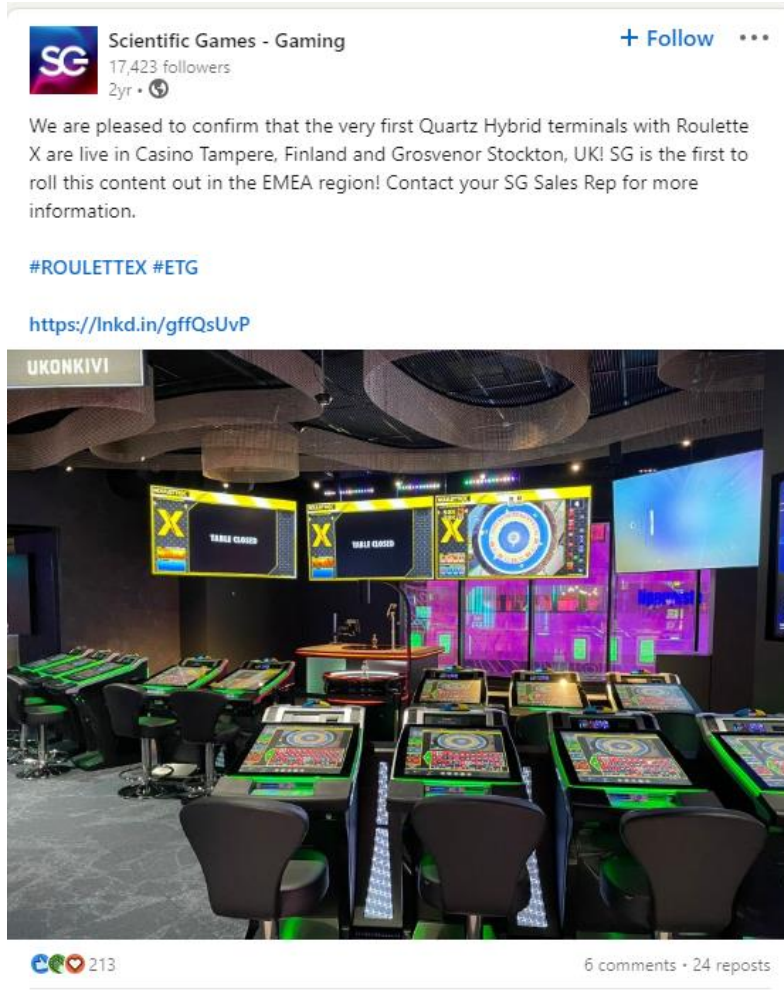 SG
Scientific Games - Gaming
+ Follow
17,423 followers
2yr •
We are pleased to confirm that the very first Quartz Hybrid terminals with Roulette
X are live in Casino Tampere, Finland and Grosvenor Stockton, UK! SG is the first to
roll this content out in the EMEA region! Contact your SG Sales Rep for more
information.
#ROULETTEX #ETG
https://lnkd.in/gffQsUvP
UKONKIVI
X
TABLE CLOSED
X
TABLE CLOSED
X
213
6 comments • 24 reposts